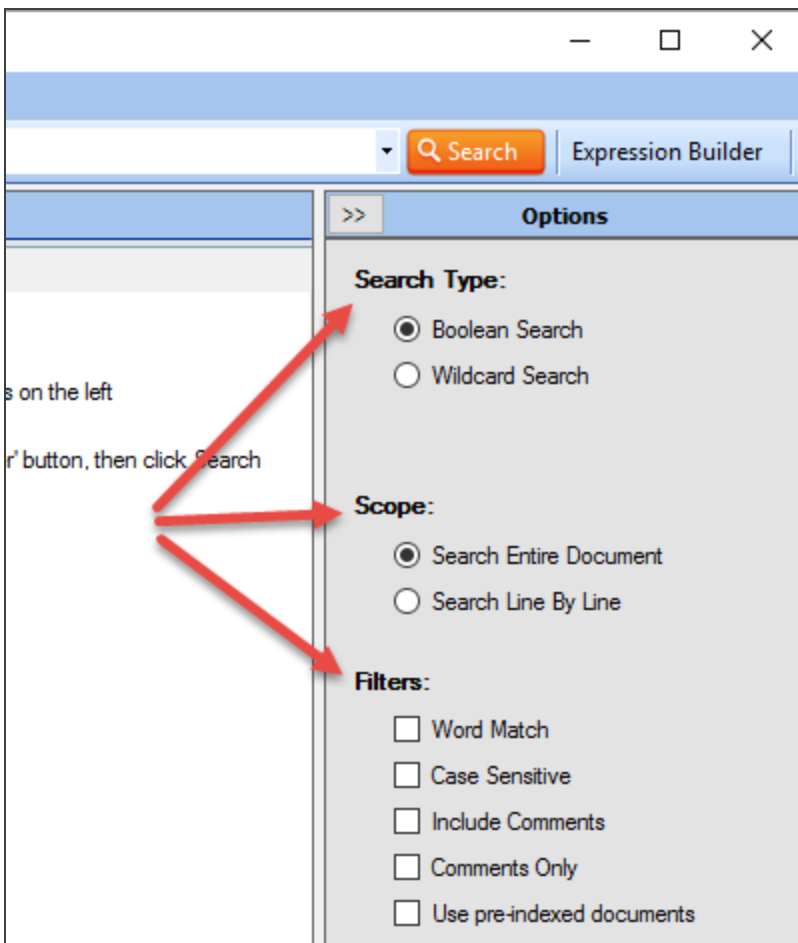 Search
Expression Builder
>>
Options
Search Type:
Boolean Search
Wildcard Search
s on the left
r' button, then click Search
Scope:
Search Entire Document
Search Line By Line
Filters:
Word Match
Case Sensitive
Include Comments
Comments Only
Use pre-indexed documents